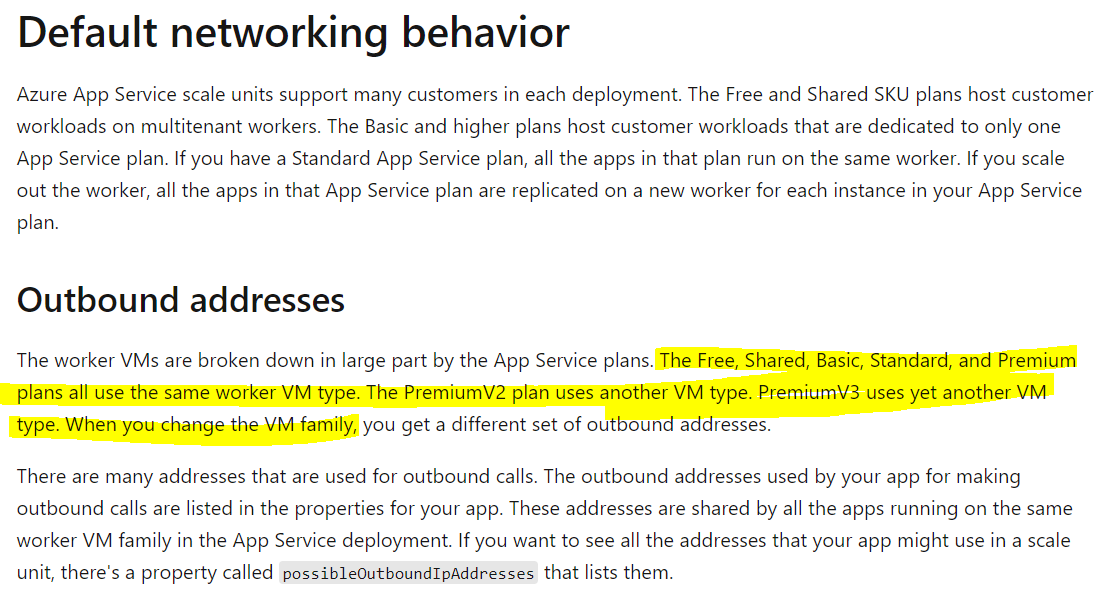 Default networking behavior
Azure App Service scale units support many customers in each deployment. The Free and Shared SKU plans host customer
workloads on multitenant workers. The Basic and higher plans host customer workloads that are dedicated to only one
App Service plan. If you have a Standard App Service plan, all the apps in that plan run on the same worker. If you scale
out the worker, all the apps in that App Service plan are replicated on a new worker for each instance in your App Service
plan.
Outbound addresses
The worker VMs are broken down in large part by the App Service plans. The Free, Shared, Basic, Standard, and Premium
plans all use the same worker VM type. The PremiumV2 plan uses another VM type. PremiumV3 uses yet another VM
type. When you change the VM family, you get a different set of outbound addresses.
There are many addresses that are used for outbound calls. The outbound addresses used by your app for making
outbound calls are listed in the properties for your app. These addresses are shared by all the apps running on the same
worker VM family in the App Service deployment. If you want to see all the addresses that your app might use in a scale
unit, there's a property called possibleOutboundIpAddresses that lists them.